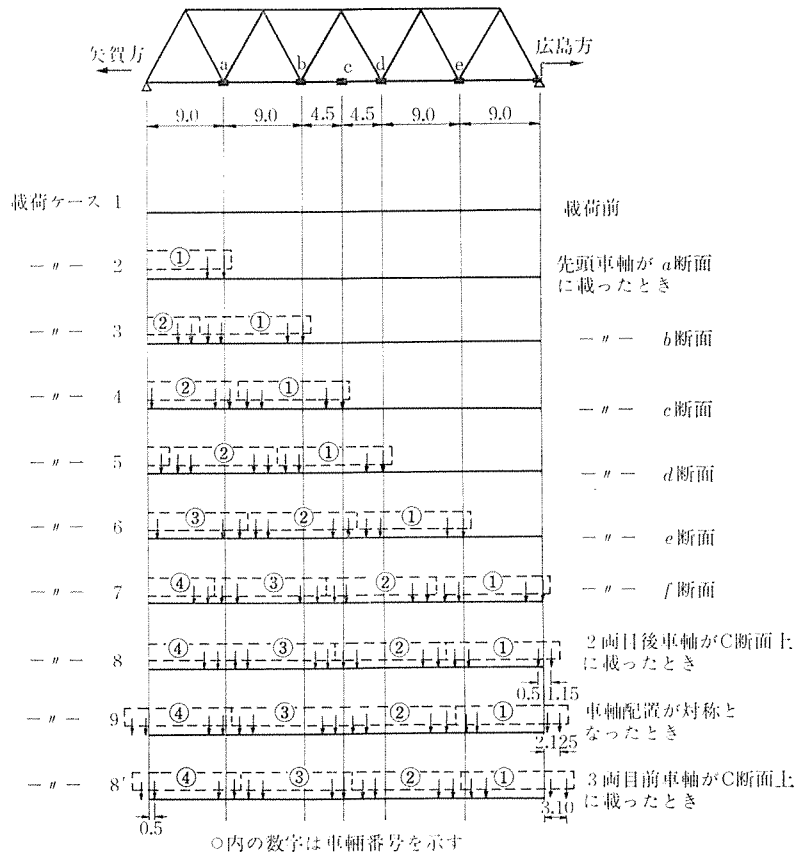 矢賀方
広島方
a b c d e
9.0 9.0 4.5 4.5 9.0 9.0
載荷ケース 1 載荷前
—〃— 2 ① 先頭車軸が a断面
に載ったとき
—〃— 3 ② ① —〃— b断面
—〃— 4 ② ① —〃— c断面
—〃— 5 ② ① —〃— d断面
—〃— 6 ③ ② ① —〃— e断面
—〃— 7 ④ ③ ② ① —〃— f断面
—〃— 8 ④ ③ ② ① 2両目後車軸がC断面上
に載ったとき
0.5 1.15
—〃— 9 ④ ③ ② ① 車軸配置が対称と
なったとき
2.125
—〃— 8' ④ ③ ② ① 3両目前車軸がC断面上
に載ったとき
0.5 3.10
○内の数字は車輌番号を示す